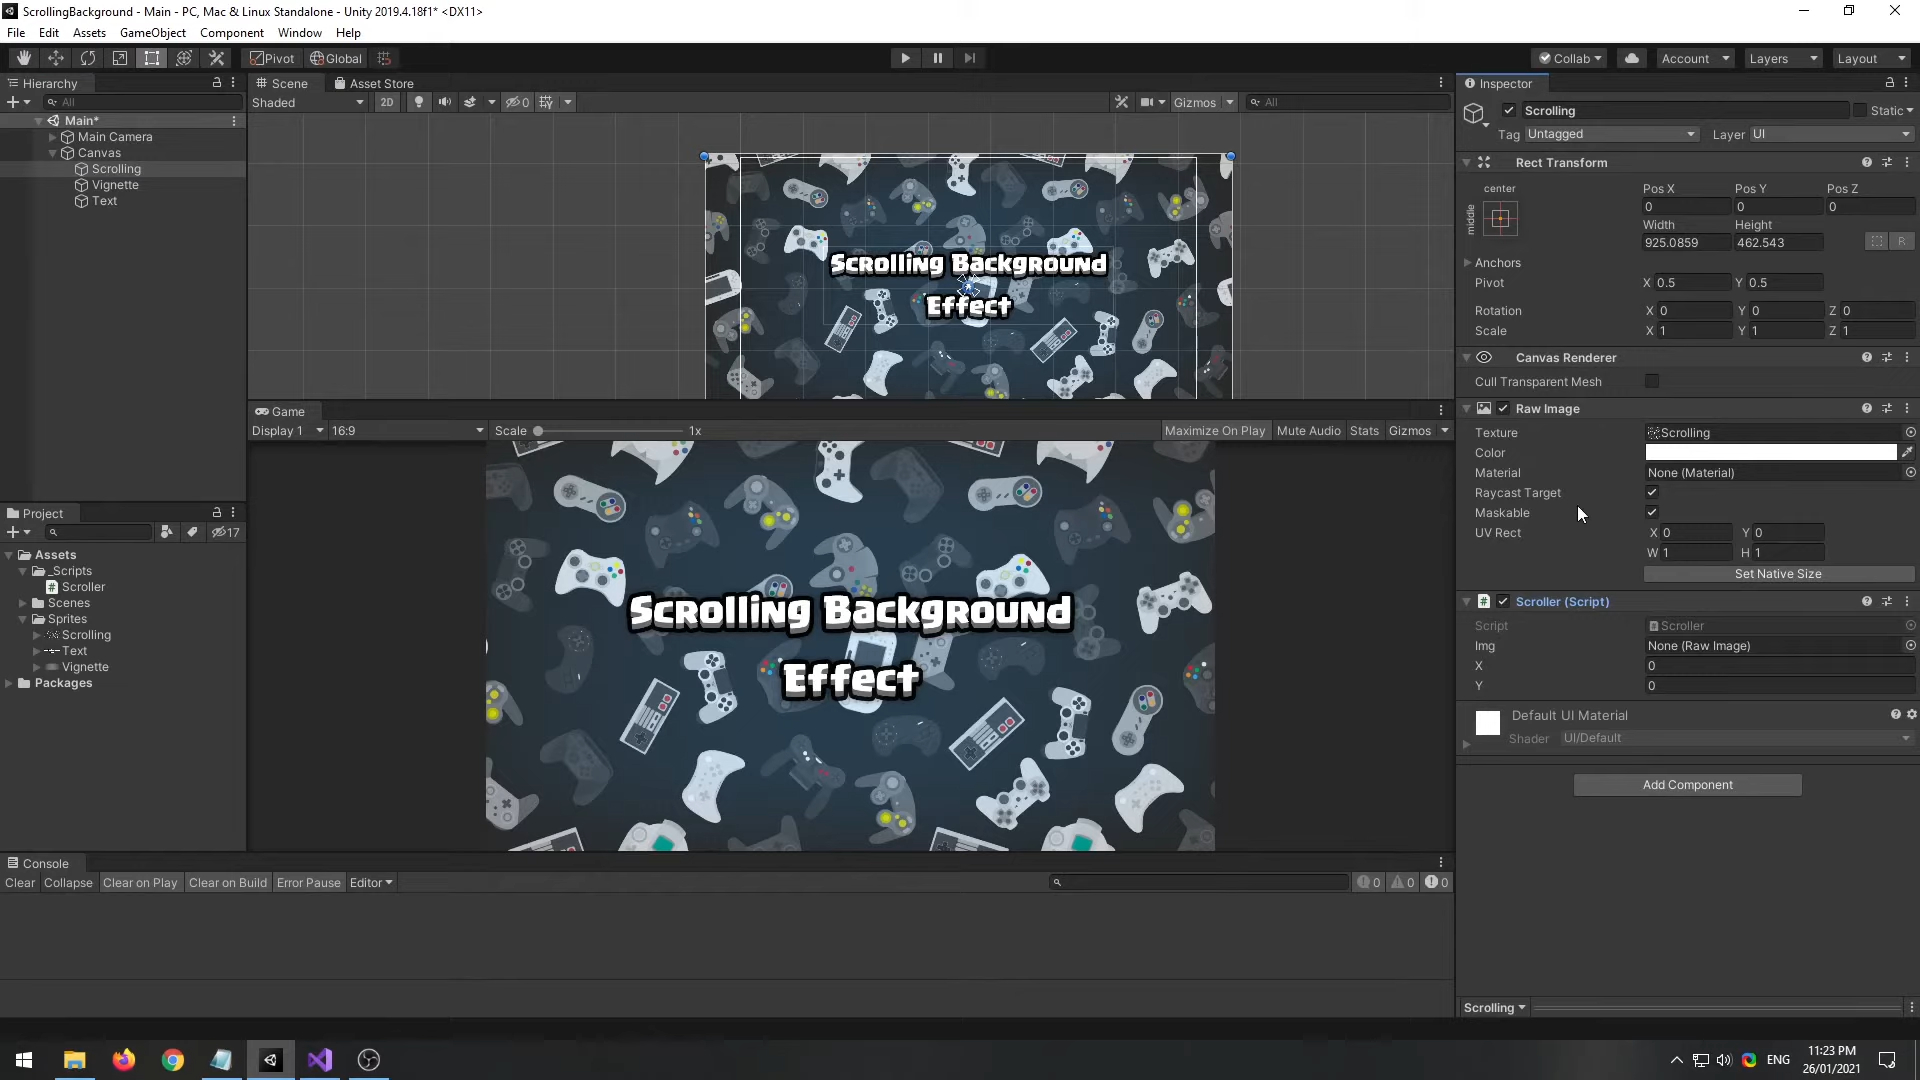 ScrollingBackground - Main - PC, Mac & Linux Standalone - Unity 2019.4.18f1* <DX11>
File Edit Assets GameObject Component Window Help
Pivot Global
Collab Account Layers Layout
Hierarchy
All
Main*
Main Camera
Canvas
Scrolling
Vignette
Text
Scene Asset Store
Shaded 2D 0 Gizmos All
Scrolling Background
Effect
Game
Display 1 16:9 Scale 1x Maximize On Play Mute Audio Stats Gizmos
Scrolling Background
Effect
Project
17
Assets
_Scripts
Scroller
Scenes
Sprites
Scrolling
Text
Vignette
Packages
Console
Clear Collapse Clear on Play Clear on Build Error Pause Editor 0 0 0
Inspector
Scrolling Static
Tag Untagged Layer UI
Rect Transform
center Pos X Pos Y Pos Z
middle 0 0 0
Width Height
925.0859 462.543 R
Anchors
Pivot X 0.5 Y 0.5
Rotation X 0 Y 0 Z 0
Scale X 1 Y 1 Z 1
Canvas Renderer
Cull Transparent Mesh
Raw Image
Texture Scrolling
Color
Material None (Material)
Raycast Target
Maskable
UV Rect X 0 Y 0
W 1 H 1
Set Native Size
Scroller (Script)
Script Scroller
Img None (Raw Image)
X 0
Y 0
Default UI Material
Shader UI/Default
Add Component
Scrolling
ENG 11:23 PM
26/01/2021